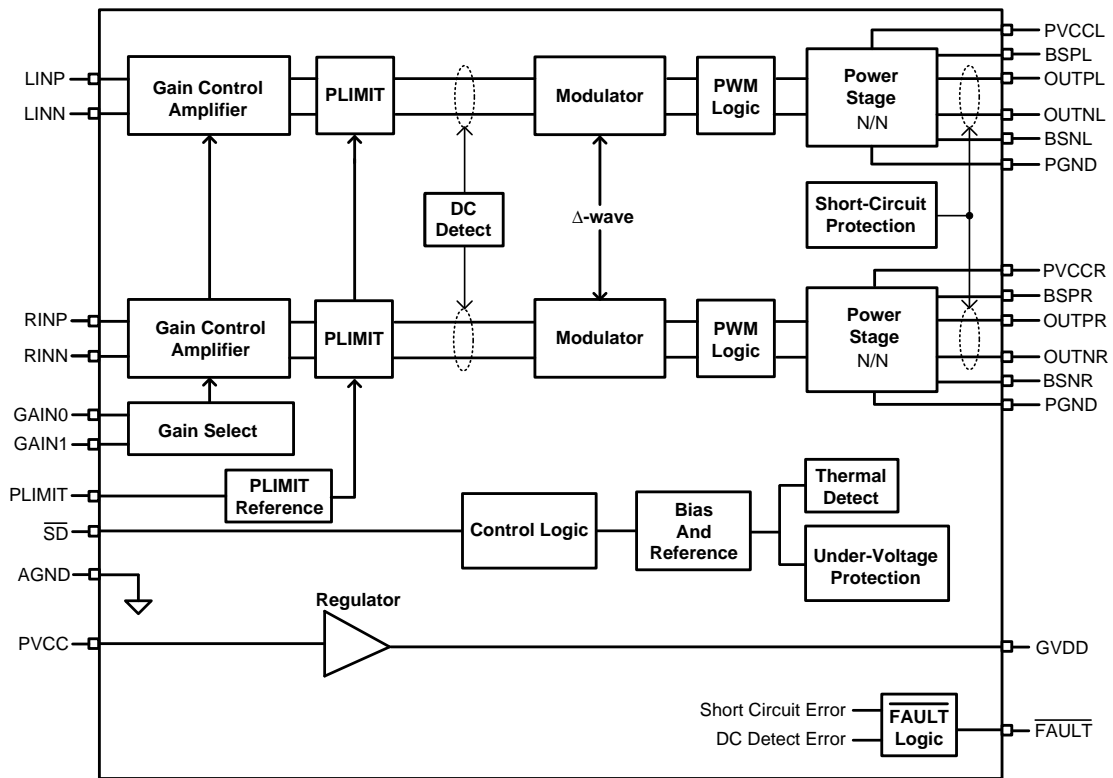 PVCCL
BSPL
LINP
Gain Control
Amplifier
PLIMIT
Modulator
PWM
Logic
Power
Stage
N/N
OUTPL
LINN
OUTNL
BSNL
PGND
DC
Detect
Δ-wave
Short-Circuit
Protection
PVCCR
BSPR
RINP
Gain Control
Amplifier
PLIMIT
Modulator
PWM
Logic
Power
Stage
N/N
OUTPR
RINN
OUTNR
BSNR
PGND
GAIN0
GAIN1
Gain Select
PLIMIT
PLIMIT
Reference
Thermal
Detect
SD
Control Logic
Bias
And
Reference
Under-Voltage
Protection
AGND
Regulator
PVCC
GVDD
Short Circuit Error
DC Detect Error
FAULT
Logic
FAULT